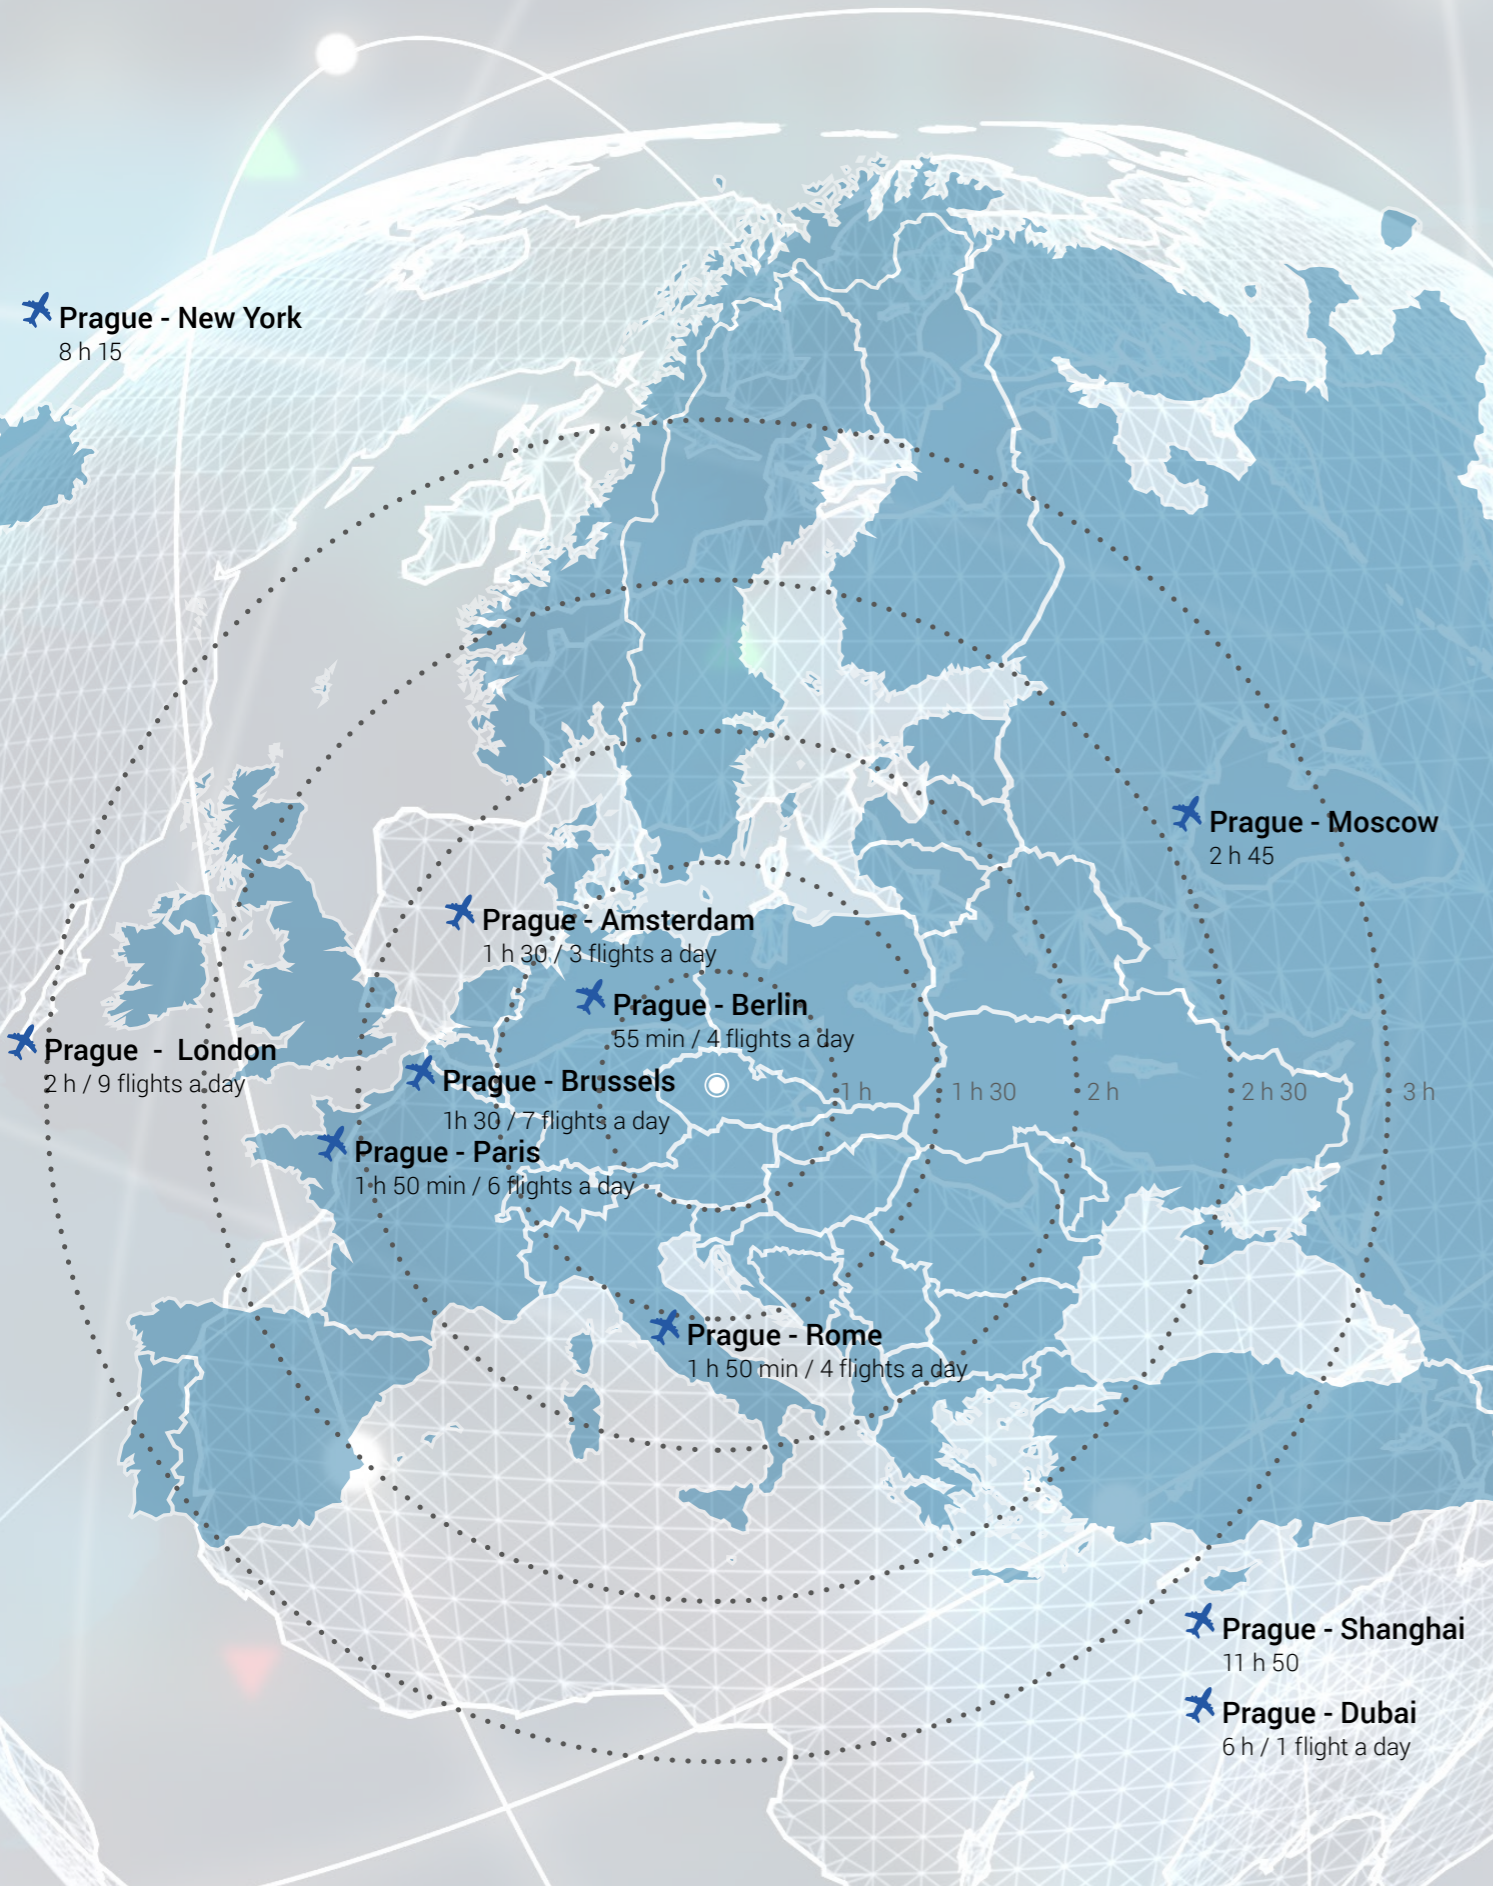 Prague - New York
8 h 15
Prague - Moscow
2 h 45
Prague - Amsterdam
1 h 30 / 3 flights a day
Prague - Berlin
55 min / 4 flights a day
Prague - London
2 h / 9 flights a day
Prague - Brussels
1h 30 / 7 flights a day
1 h
1 h 30
2 h
2 h 30
3 h
Prague - Paris
1 h 50 min / 6 flights a day
Prague - Rome
1 h 50 min / 4 flights a day
Prague - Shanghai
11 h 50
Prague - Dubai
6 h / 1 flight a day